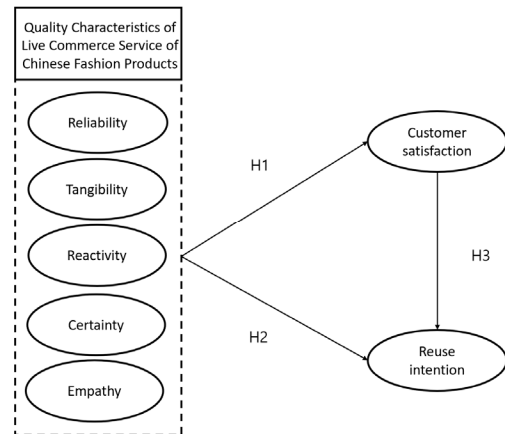 Quality Characteristics of
Live Commerce Service of
Chinese Fashion Products
Reliability
Tangibility
Reactivity
Certainty
Empathy
H1
H2
Customer
satisfaction
H3
Reuse
intention